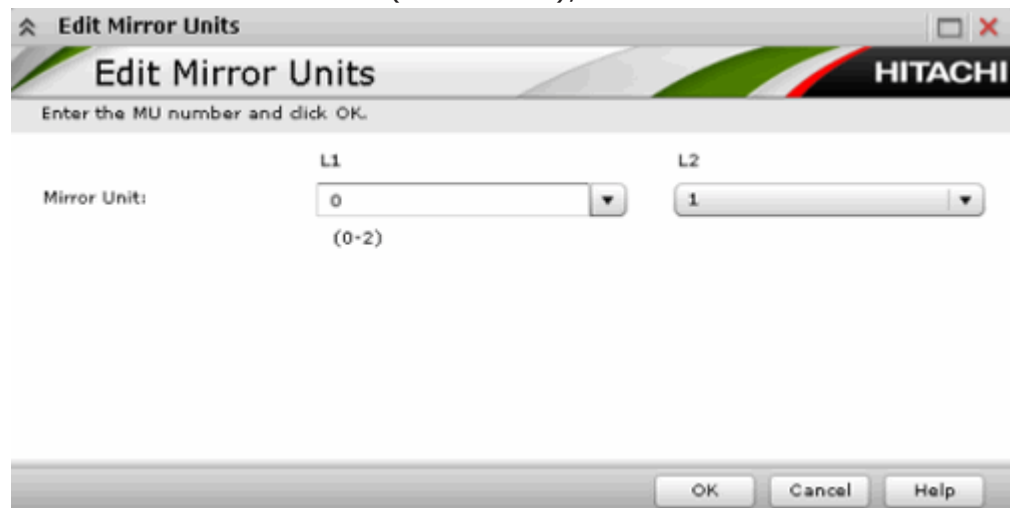 Edit Mirror Units
Edit Mirror Units
HITACHI
Enter the MU number and click OK.
L1 L2
Mirror Unit: 0 1
(0-2)
OK Cancel Help